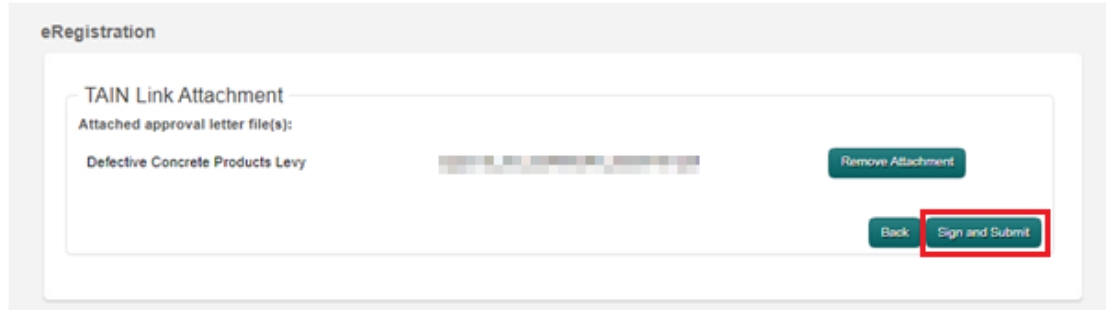 eRegistration
TAIN Link Attachment
Attached approval letter file(s):
Defective Concrete Products Levy
Remove Attachment
Back Sign and Submit